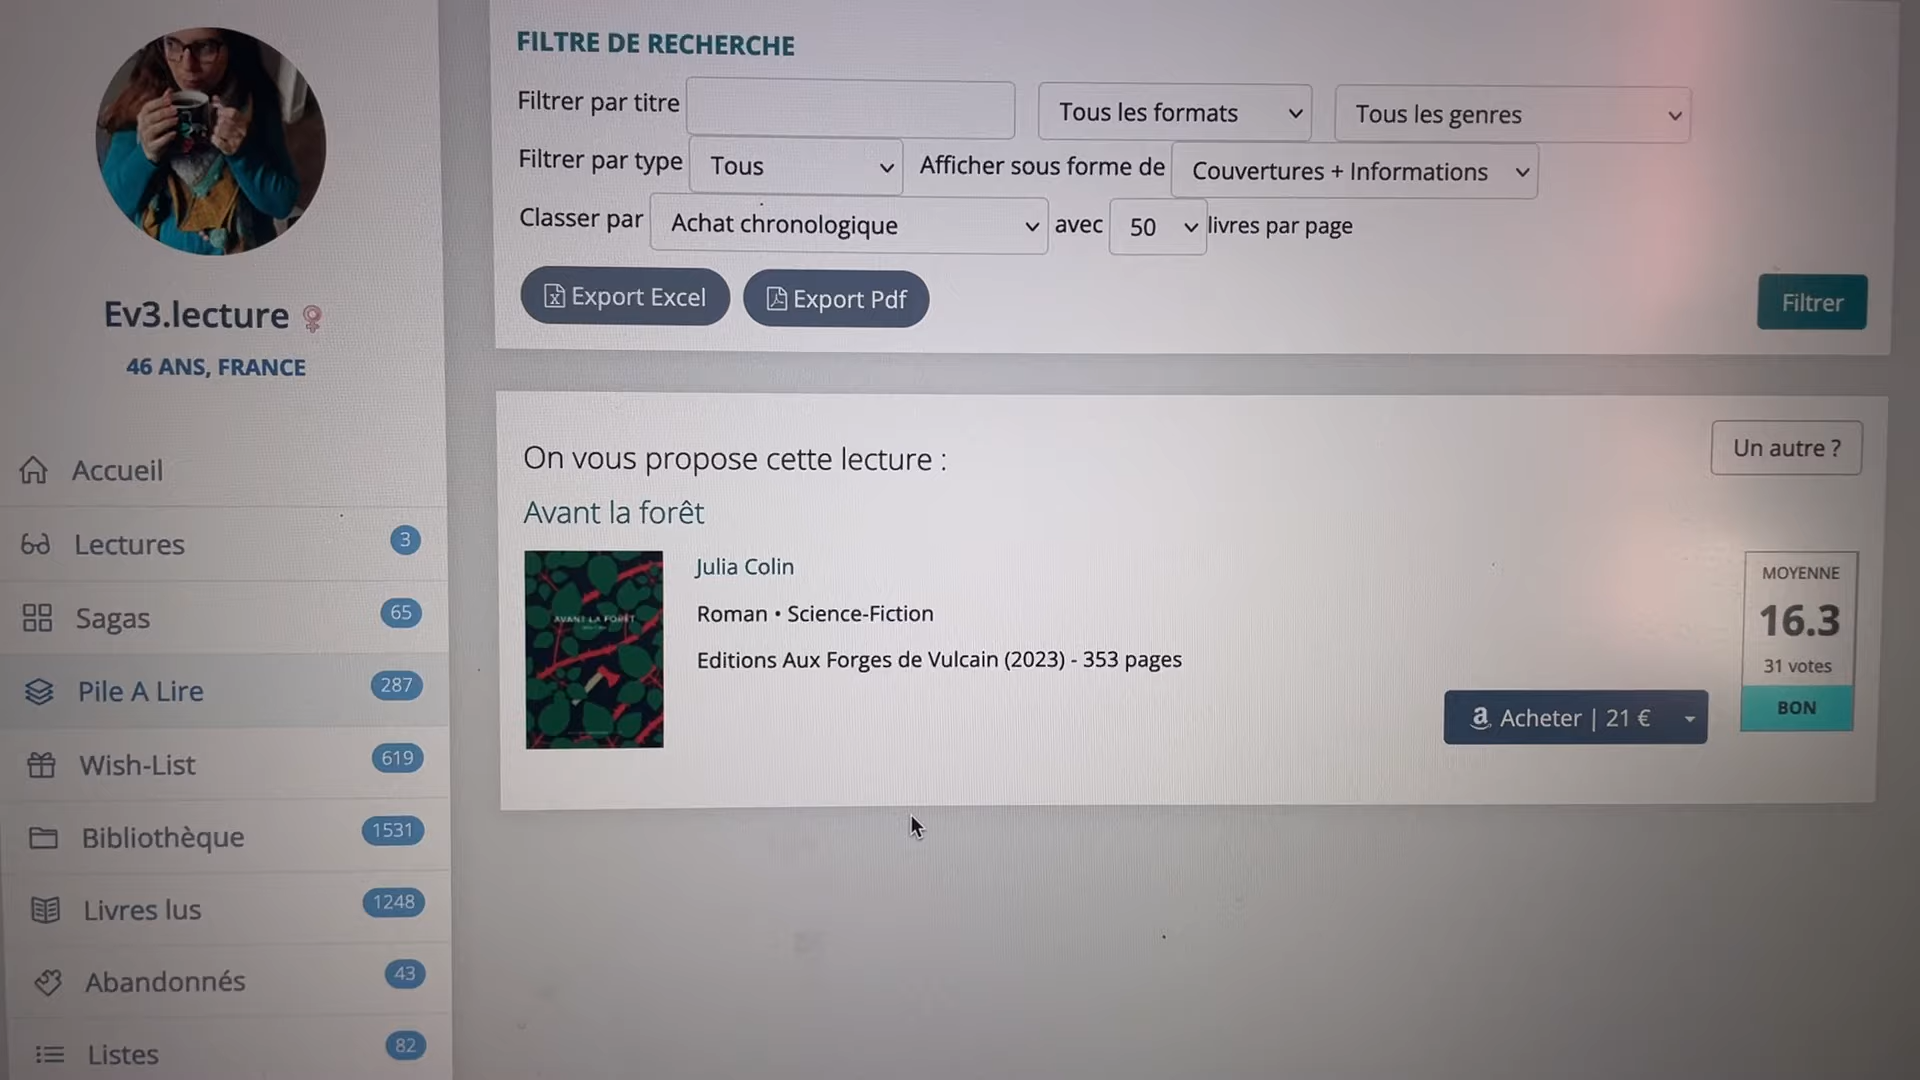 Ev3.lecture
46 ANS, FRANCE
Accueil
Lectures 3
Sagas 65
Pile A Lire 287
Wish-List 619
Bibliothèque 1531
Livres lus 1248
Abandonnés 43
Listes 82
FILTRE DE RECHERCHE
Filtrer par titre Tous les formats Tous les genres
Filtrer par type Tous Afficher sous forme de Couvertures + Informations
Classer par Achat chronologique avec 50 livres par page
Export Excel Export Pdf
Filtrer
On vous propose cette lecture : Un autre ?
Avant la forêt
AVANT LA FORÊT
Julia Colin
Roman • Science-Fiction
Editions Aux Forges de Vulcain (2023) - 353 pages
Acheter | 21 €
MOYENNE
16.3
31 votes
BON